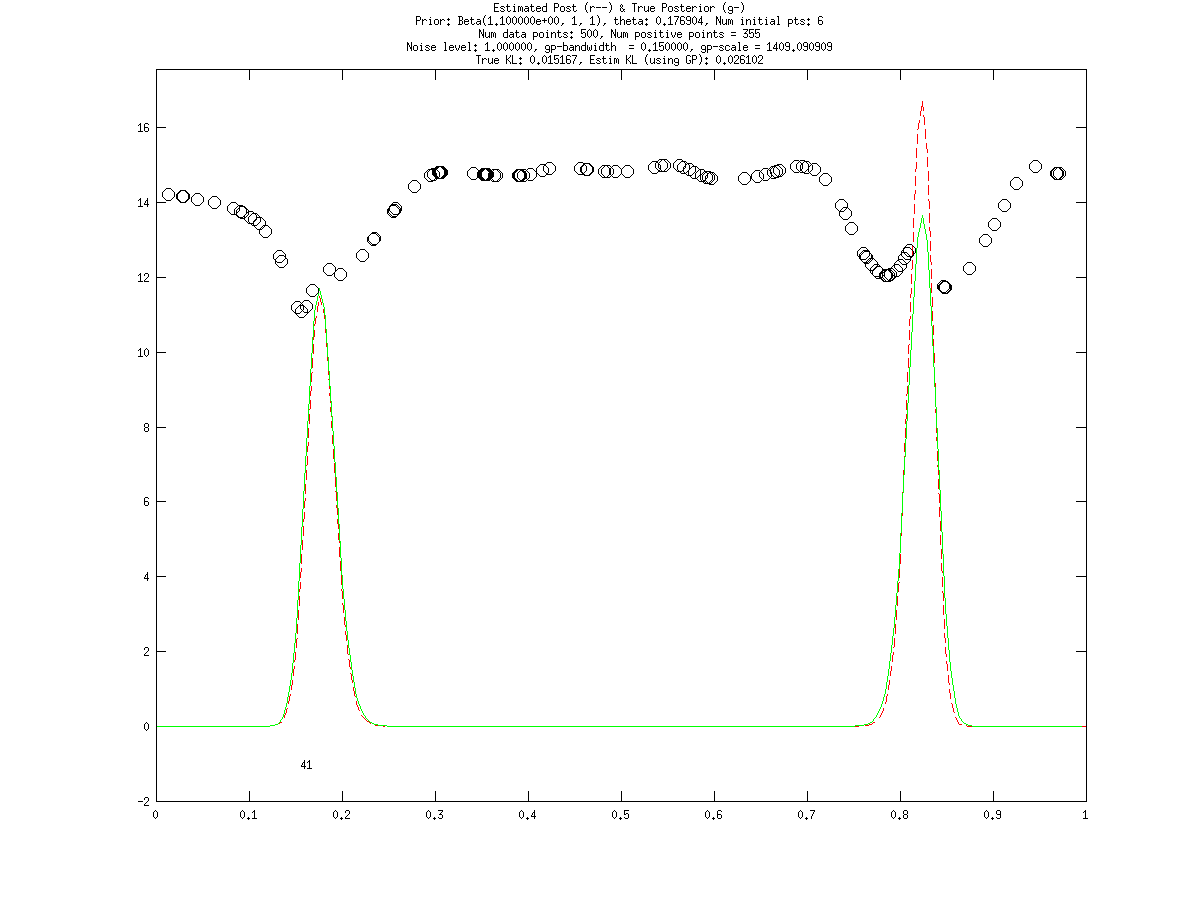 Estimated Post (r--) & True Posterior (g-)
Prior: Beta(1.100000e+00, 1, 1), theta: 0.176904, Num initial pts: 6
Num data points: 500, Num positive points = 355
Noise level: 1.000000, gp-bandwidth  = 0.150000, gp-scale = 1409.090909
True KL: 0.015167, Estim KL (using GP): 0.026102
16
14
12
10
8
6
4
2
0
41
-2
0 0.1 0.2 0.3 0.4 0.5 0.6 0.7 0.8 0.9 1